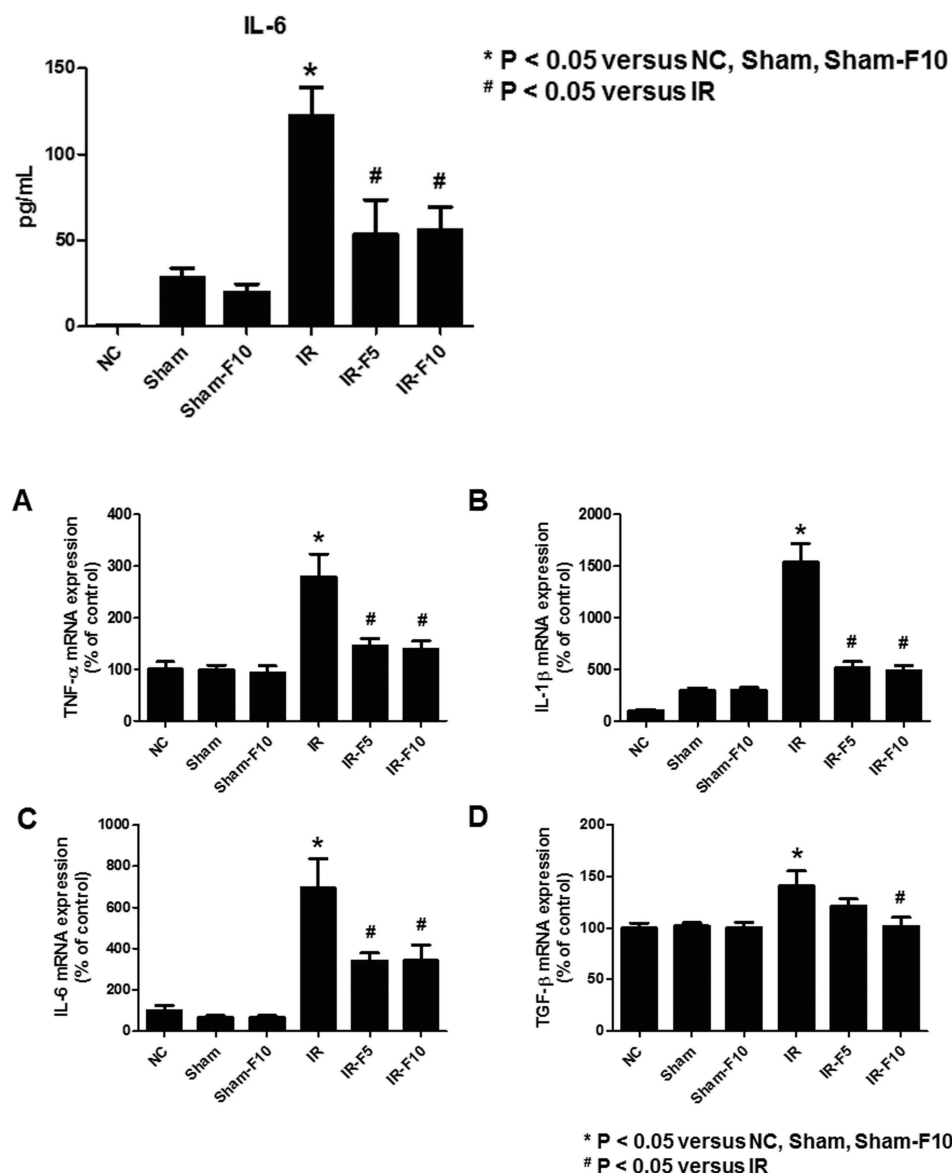 IL-6
* P < 0.05 versus NC, Sham, Sham-F10
# P < 0.05 versus IR
pg/mL
150
100
50
0
NC
Sham
Sham-F10
IR
IR-F5
IR-F10
*
#
#
A
TNF-α mRNA expression
(% of control)
400
300
200
100
0
NC
Sham
Sham-F10
IR
IR-F5
IR-F10
*
#
#
B
IL-1β mRNA expression
(% of control)
2000
1500
1000
500
0
NC
Sham
Sham-F10
IR
IR-F5
IR-F10
*
#
#
C
IL-6 mRNA expression
(% of control)
1000
800
600
400
200
0
NC
Sham
Sham-F10
IR
IR-F5
IR-F10
*
#
#
D
TGF-β mRNA expression
(% of control)
200
150
100
50
0
NC
Sham
Sham-F10
IR
IR-F5
IR-F10
*
#
* P < 0.05 versus NC, Sham, Sham-F10
# P < 0.05 versus IR